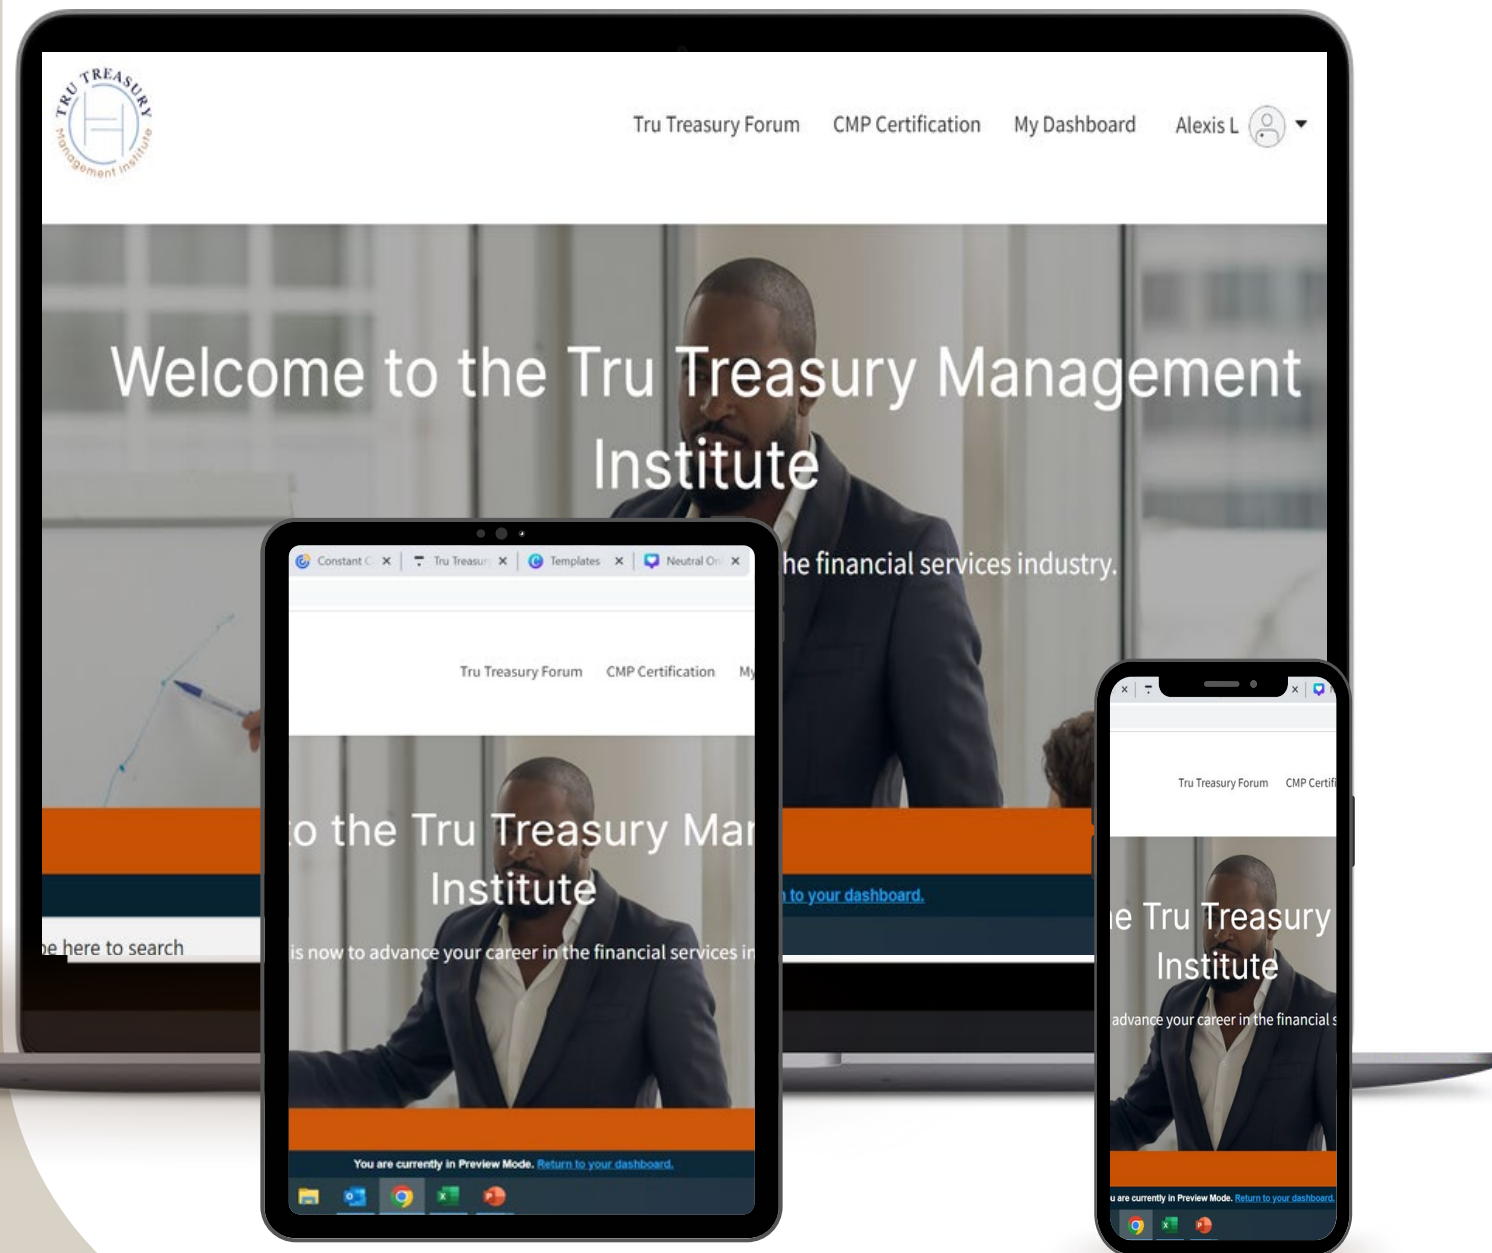 TRU TREASURY
Management Institute
Tru Treasury Forum CMP Certification My Dashboard Alexis L
Welcome to the Tru Treasury Management
Institute
he financial services industry.
to your dashboard.
pe here to search
Constant C Tru Treasur Templates Neutral Onl
Tru Treasury Forum CMP Certification My
o the Tru Treasury Mar
Institute
is now to advance your career in the financial services in
You are currently in Preview Mode. Return to your dashboard.
Tru Treasury Forum CMP Certifi
e Tru Treasury
Institute
advance your career in the financial s
u are currently in Preview Mode. Return to your dashboard.